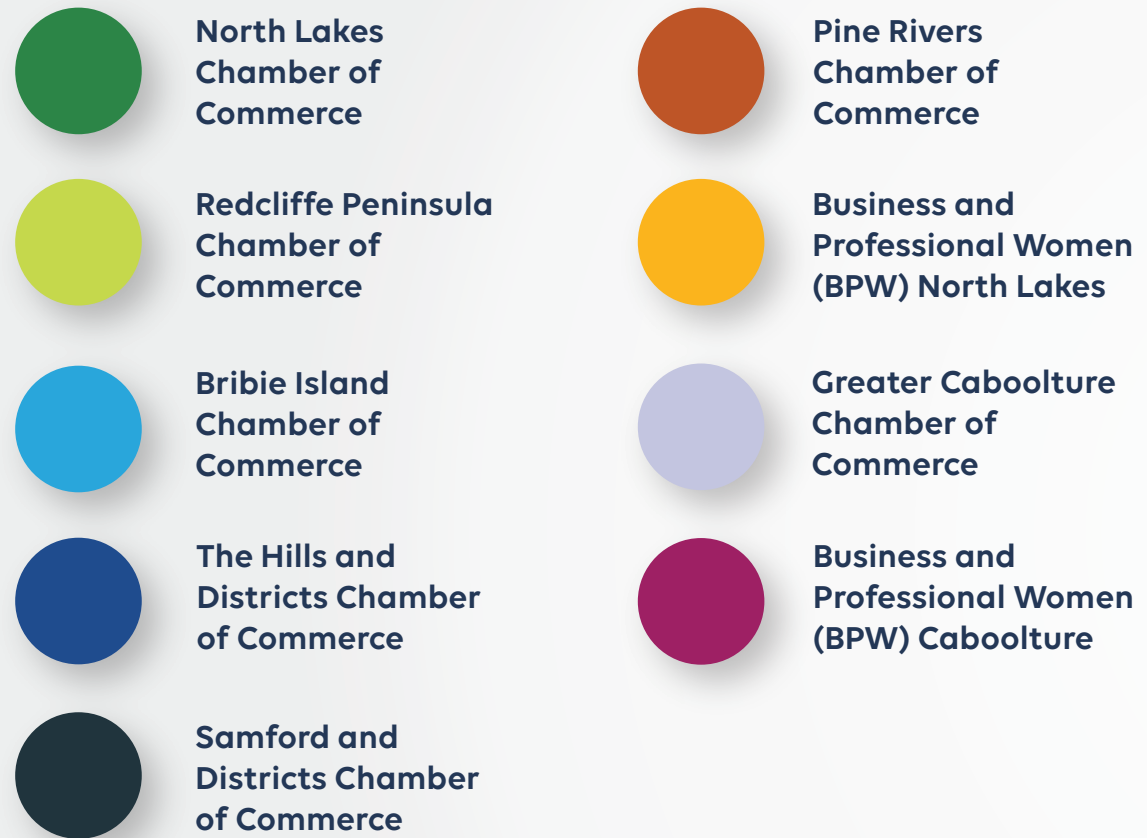 North Lakes
Chamber of
Commerce
Redcliffe Peninsula
Chamber of
Commerce
Bribie Island
Chamber of
Commerce
The Hills and
Districts Chamber
of Commerce
Samford and
Districts Chamber
of Commerce
Pine Rivers
Chamber of
Commerce
Business and
Professional Women
(BPW) North Lakes
Greater Caboolture
Chamber of
Commerce
Business and
Professional Women
(BPW) Caboolture